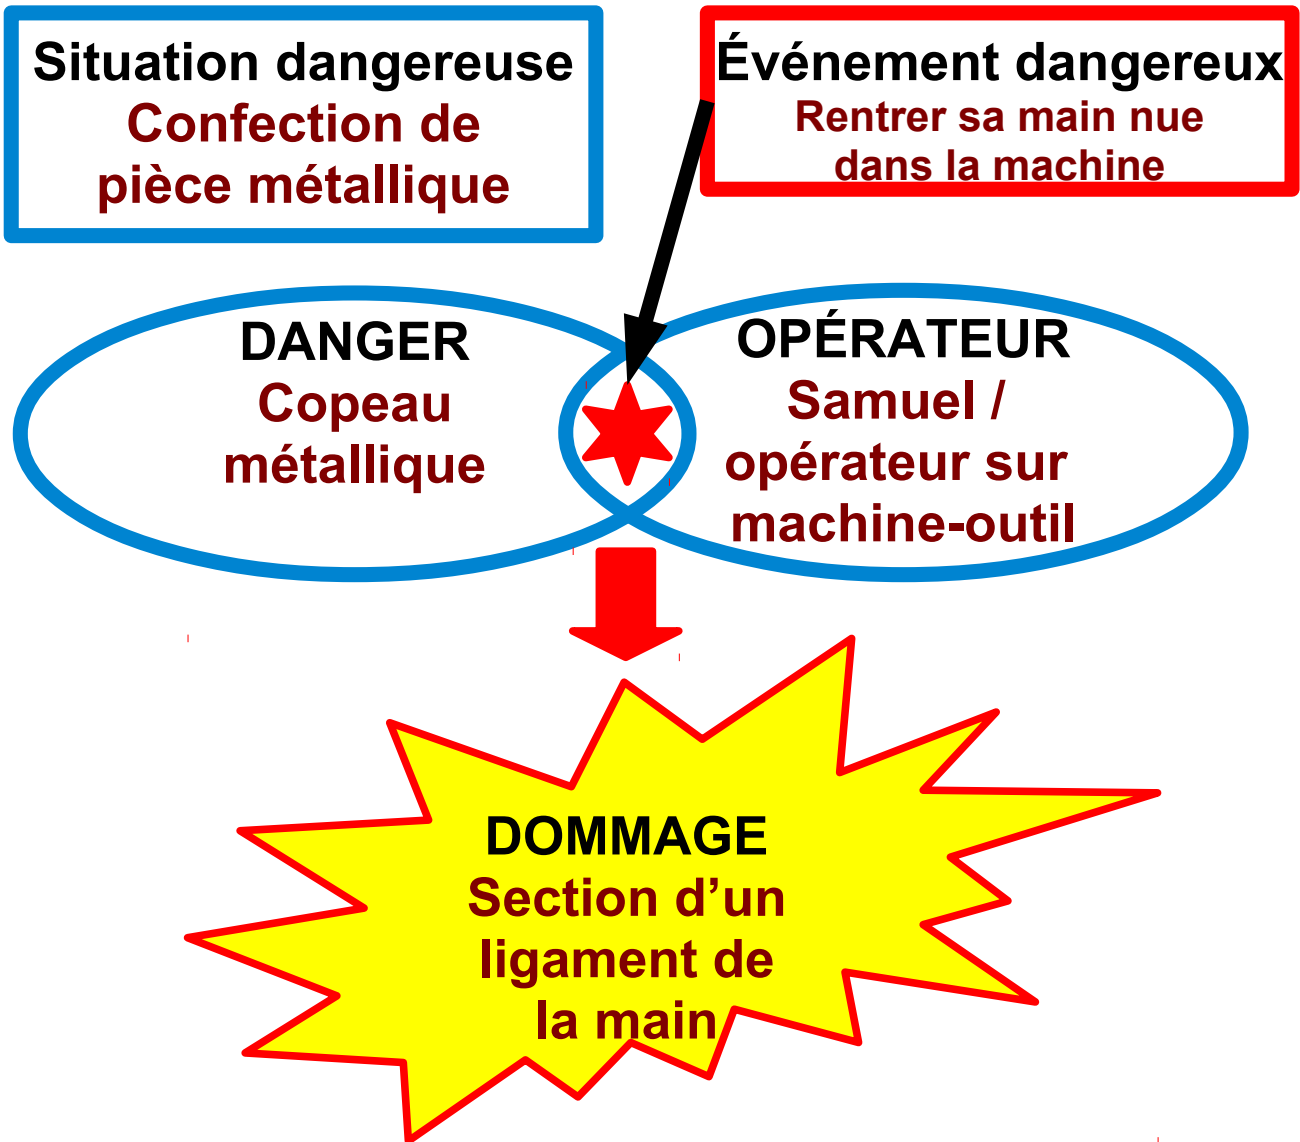 Situation dangereuse
Confection de
pièce métallique
Événement dangereux
Rentrer sa main nue
dans la machine
DANGER
Copeau
métallique
OPÉRATEUR
Samuel /
opérateur sur
machine-outil
DOMMAGE
Section d’un
ligament de
la main